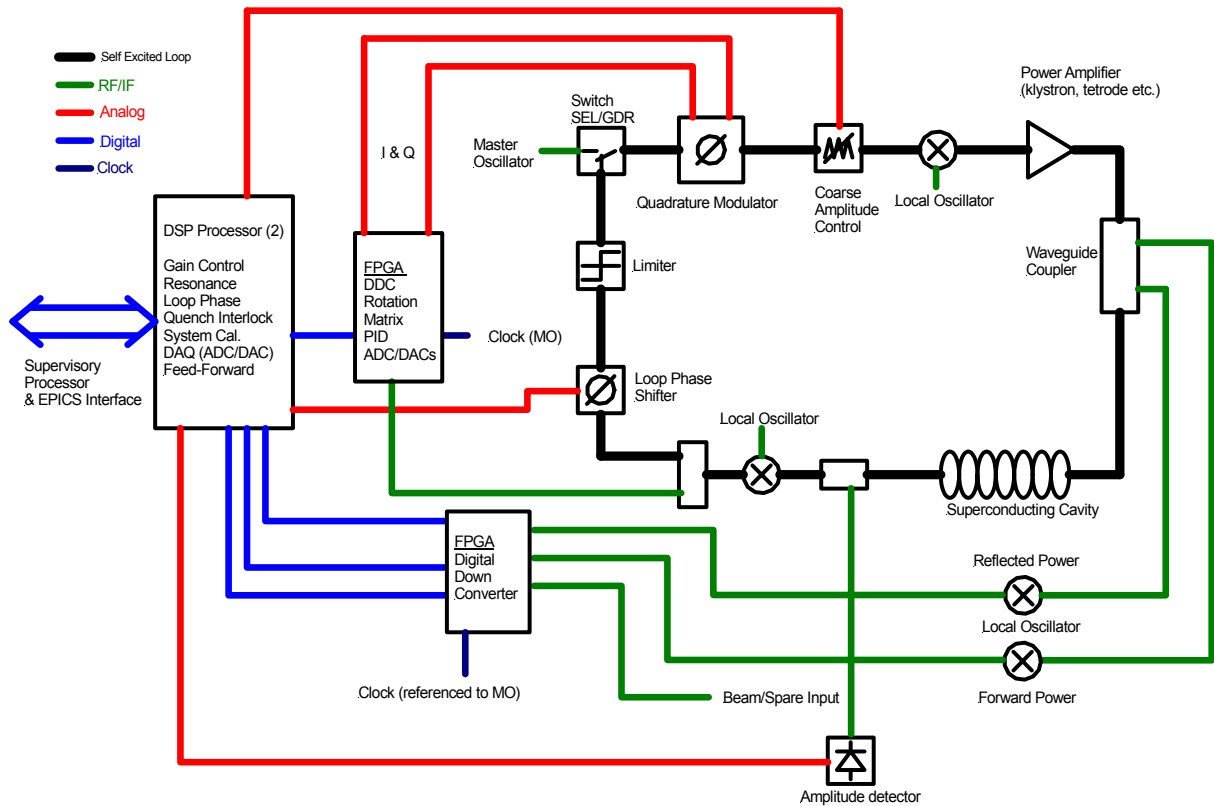 Self Excited Loop
RF/IF
Analog
Digital
Clock
I & Q
Switch
SEL/GDR
Master
Oscillator
Quadrature Modulator
Coarse
Amplitude
Control
Local Oscillator
Power Amplifier
(klystron, tetrode etc.)
Waveguide
Coupler
DSP Processor (2)
Gain Control
Resonance
Loop Phase
Quench Interlock
System Cal.
DAQ (ADC/DAC)
Feed-Forward
FPGA
DDC
Rotation
Matrix
PID
ADC/DACs
Clock (MO)
Limiter
Loop Phase
Shifter
Supervisory
Processor
& EPICS Interface
Local Oscillator
Superconducting Cavity
FPGA
Digital
Down
Converter
Reflected Power
Local Oscillator
Forward Power
Clock (referenced to MO)
Beam/Spare Input
Amplitude detector